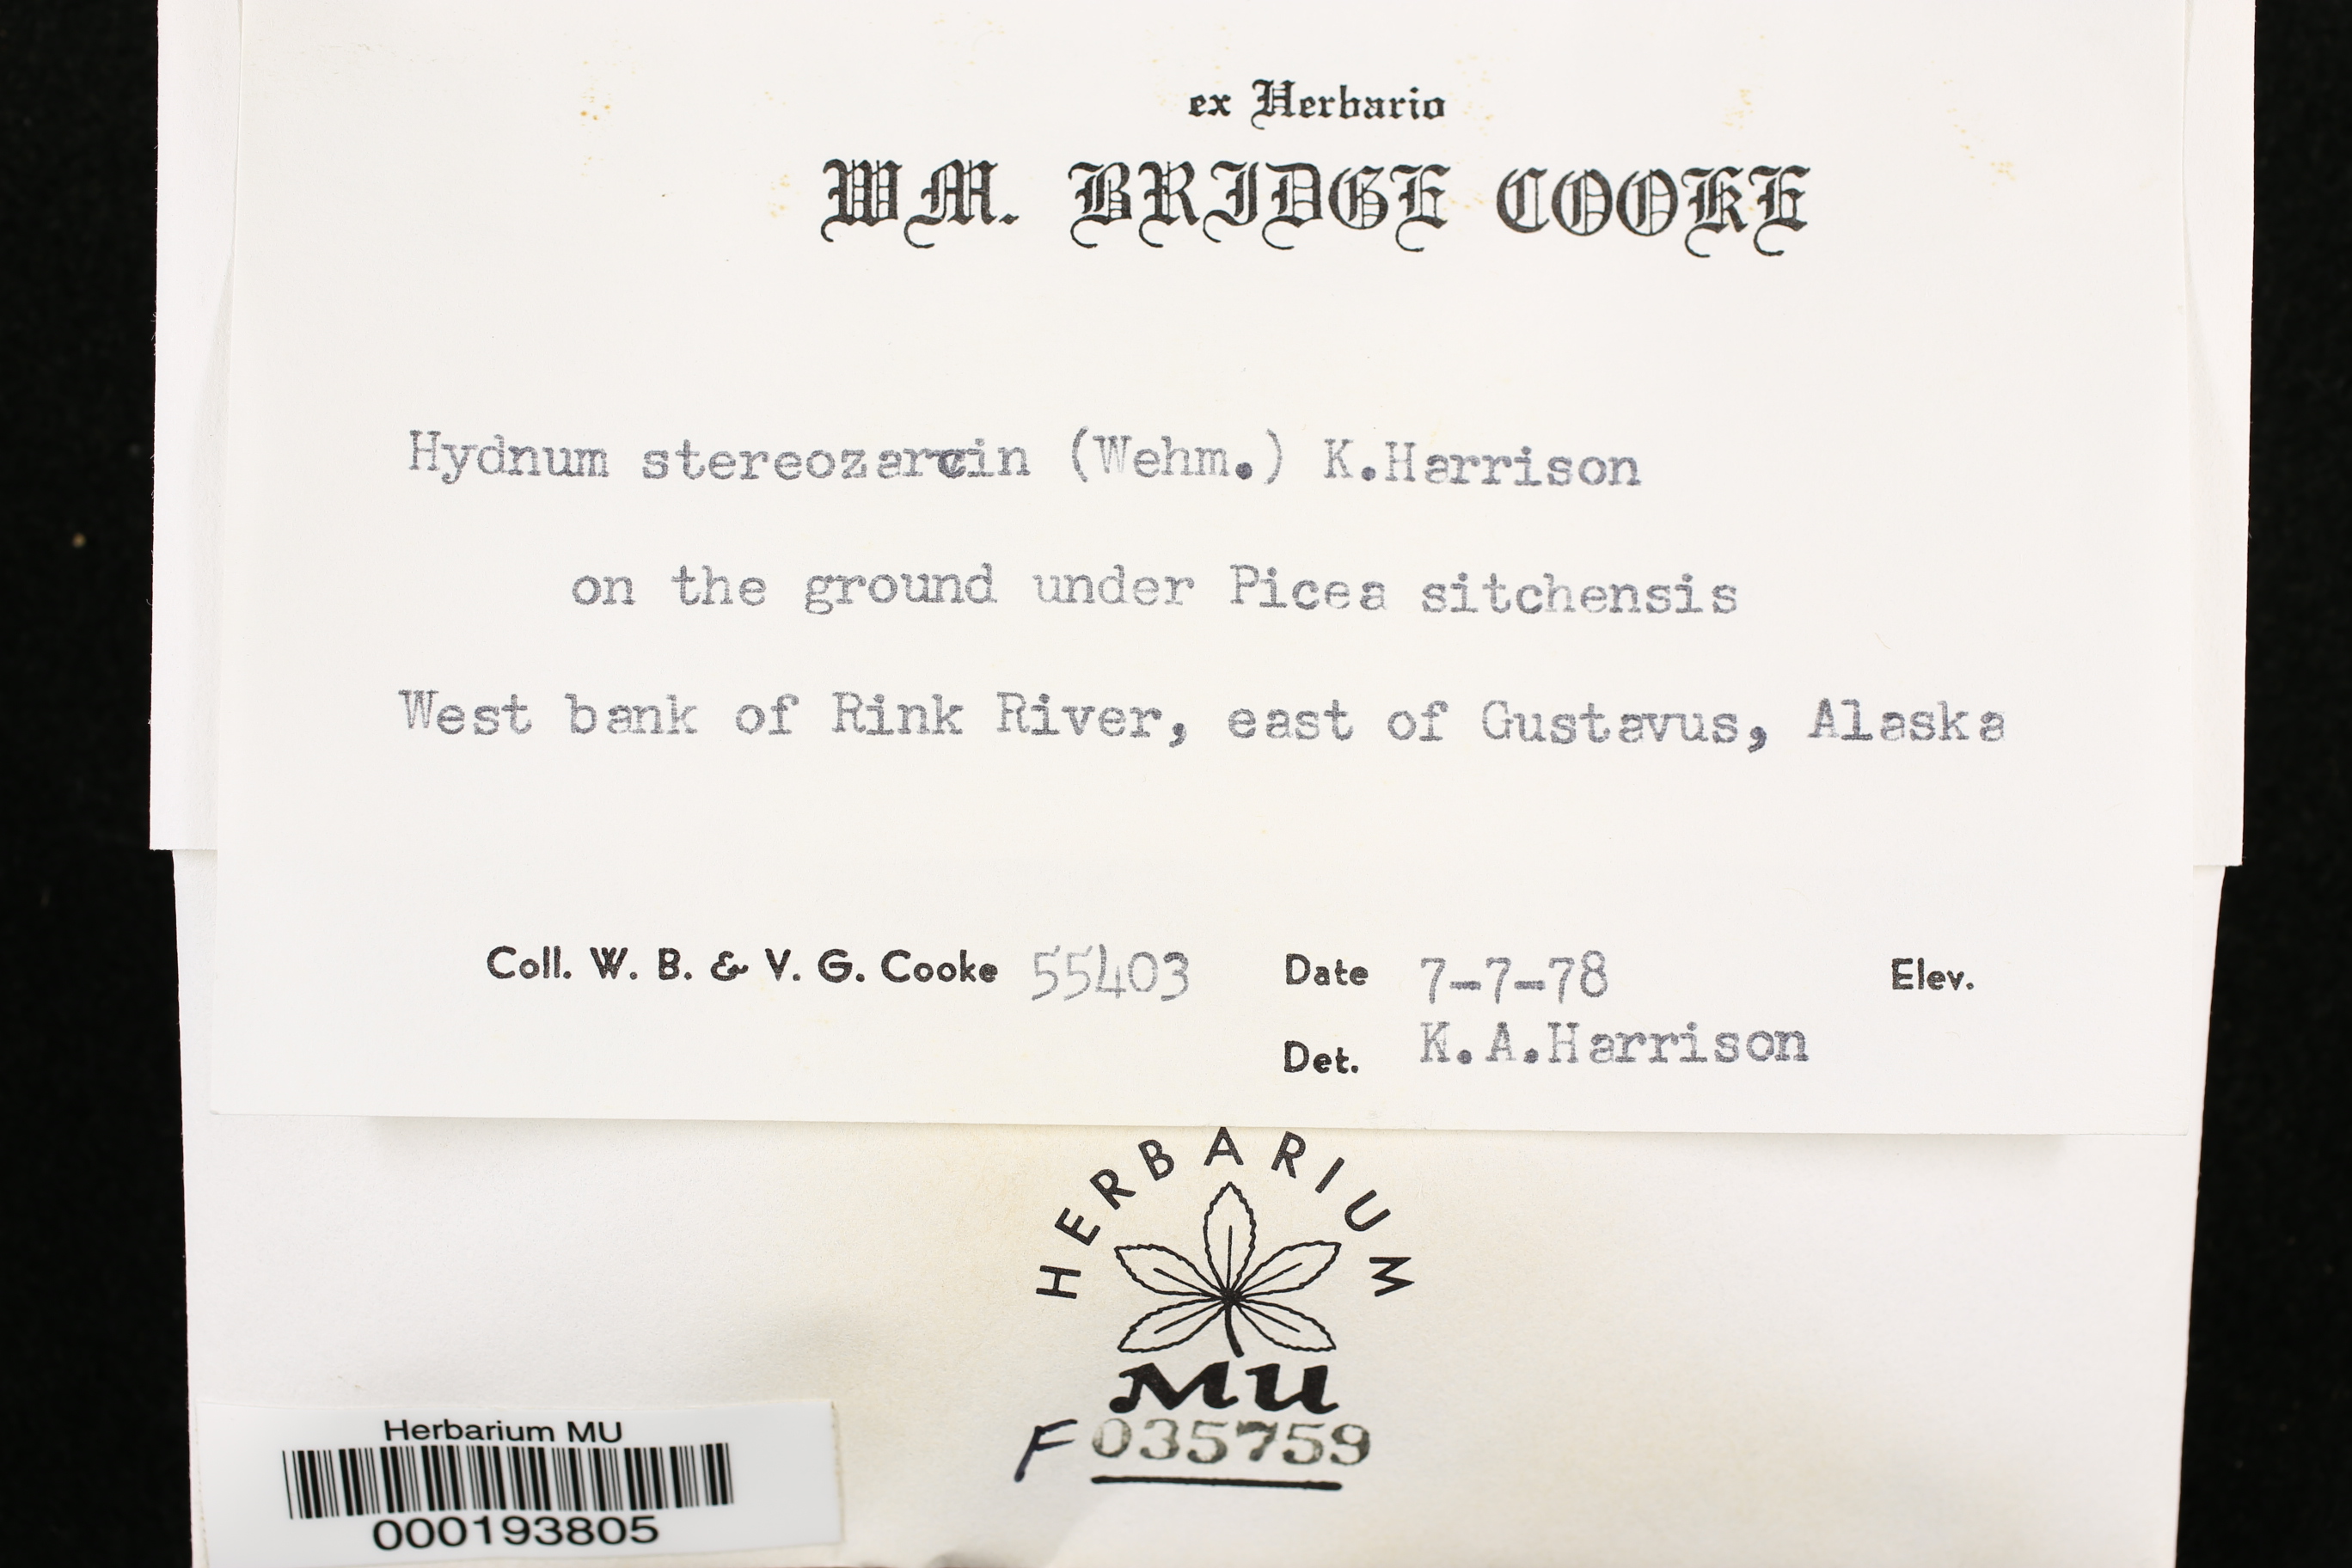 ex Herbario
WM. BRIDGE COOKE
Hydnum stereozarcin (Wehm.) K.Harrison
on the ground under Picea sitchensis
West bank of Rink River, east of Gustavus, Alaska
Coll. W. B. & V. G. Cooke 55403 Date 7-7-78 Elev.
Det. K.A.Harrison
HERBARIUM
MU
F 035759
Herbarium MU
000193805